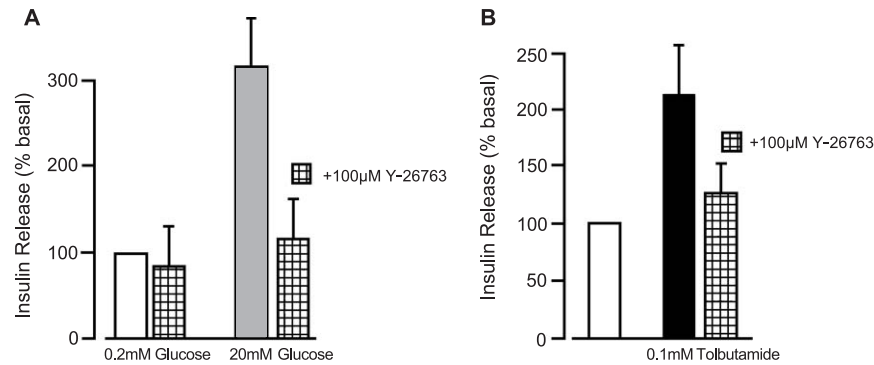 A
Insulin Release (% basal)
300
200
100
0
+100µM Y-26763
0.2mM Glucose
20mM Glucose
B
Insulin Release (% basal)
250
200
150
100
50
0
+100µM Y-26763
0.1mM Tolbutamide